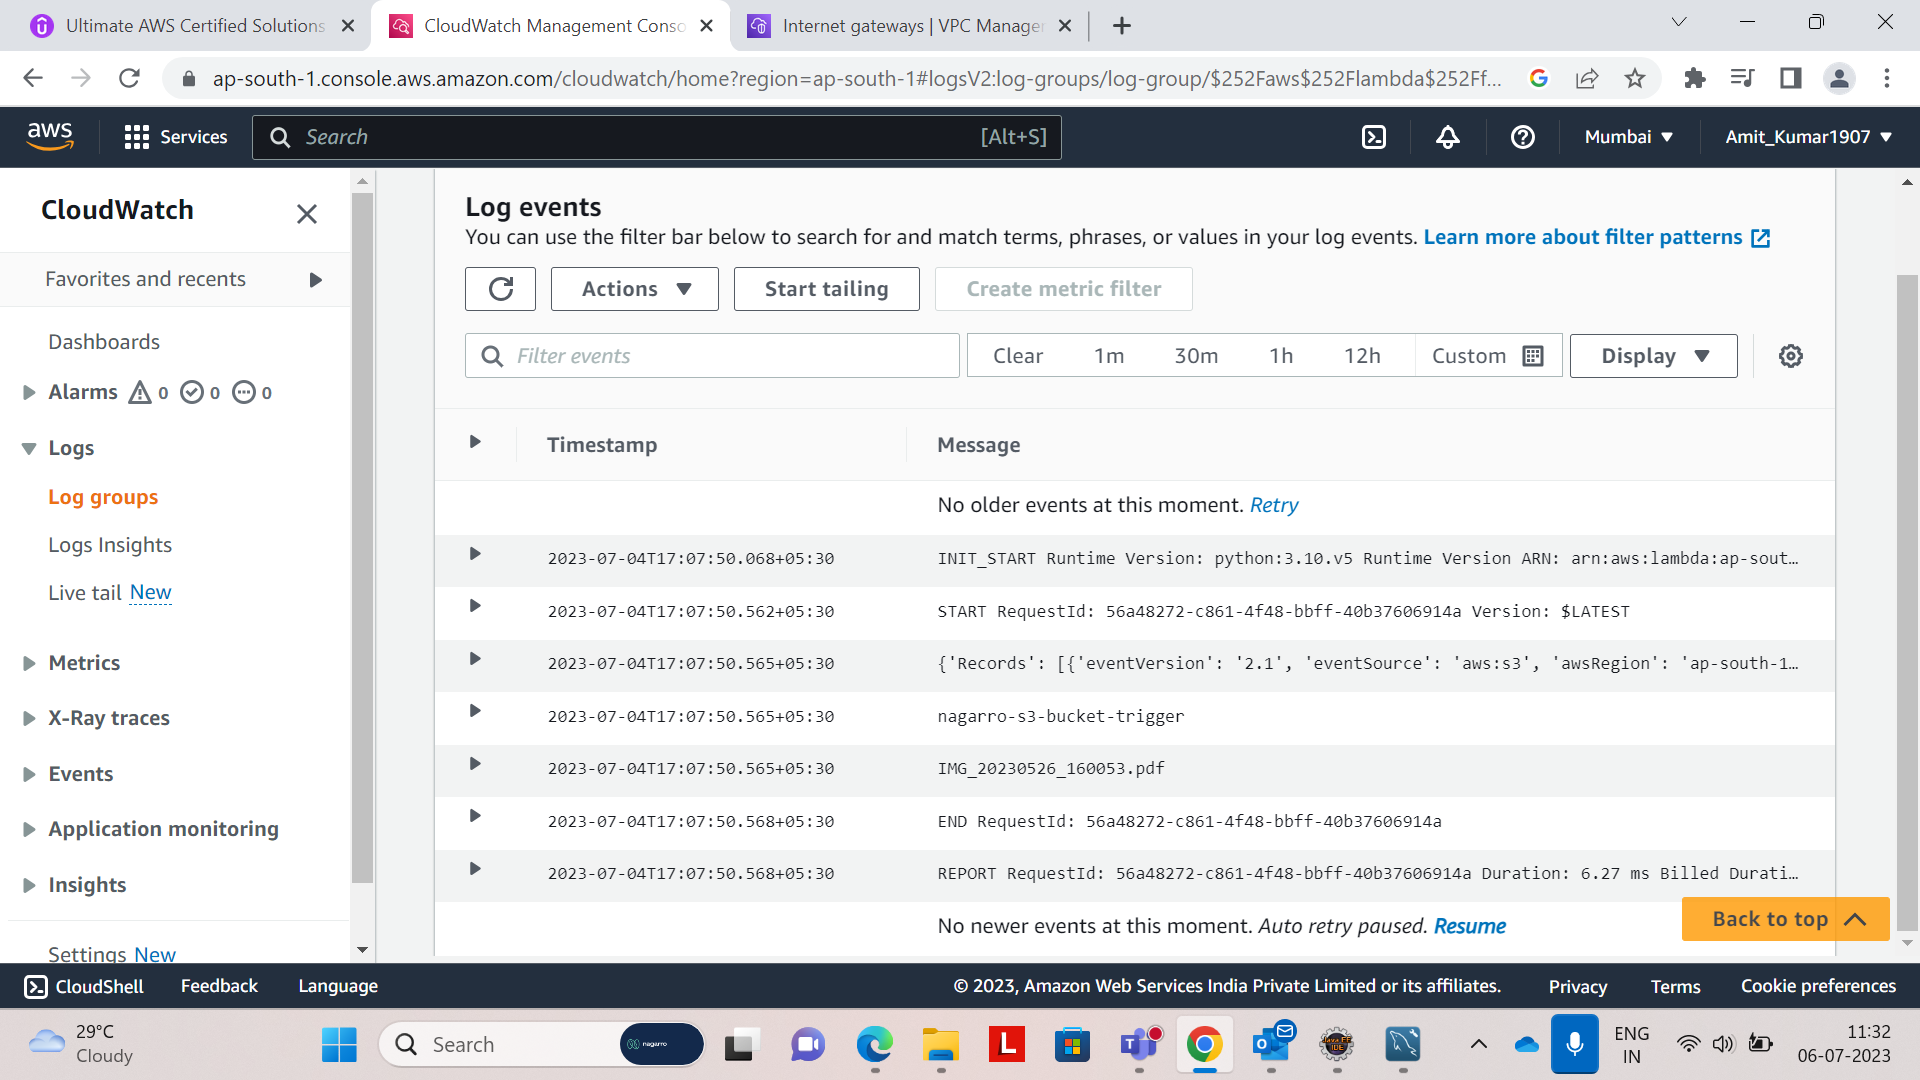 Ultimate AWS Certified Solutions
CloudWatch Management Conso
Internet gateways | VPC Manager
ap-south-1.console.aws.amazon.com/cloudwatch/home?region=ap-south-1#logsV2:log-groups/log-group/$252Faws$252Flambda$252Ff...
aws
Services
Search
[Alt+S]
Mumbai
Amit_Kumar1907
CloudWatch
Favorites and recents
Dashboards
Alarms 0 0 0
Logs
Log groups
Logs Insights
Live tail New
Metrics
X-Ray traces
Events
Application monitoring
Insights
Settings New
Log events
You can use the filter bar below to search for and match terms, phrases, or values in your log events. Learn more about filter patterns
Actions
Start tailing
Create metric filter
Filter events
Clear 1m 30m 1h 12h Custom
Display
Timestamp Message
No older events at this moment. Retry
2023-07-04T17:07:50.068+05:30 INIT_START Runtime Version: python:3.10.v5 Runtime Version ARN: arn:aws:lambda:ap-sout…
2023-07-04T17:07:50.562+05:30 START RequestId: 56a48272-c861-4f48-bbff-40b37606914a Version: $LATEST
2023-07-04T17:07:50.565+05:30 {'Records': [{'eventVersion': '2.1', 'eventSource': 'aws:s3', 'awsRegion': 'ap-south-1…
2023-07-04T17:07:50.565+05:30 nagarro-s3-bucket-trigger
2023-07-04T17:07:50.565+05:30 IMG_20230526_160053.pdf
2023-07-04T17:07:50.568+05:30 END RequestId: 56a48272-c861-4f48-bbff-40b37606914a
2023-07-04T17:07:50.568+05:30 REPORT RequestId: 56a48272-c861-4f48-bbff-40b37606914a Duration: 6.27 ms Billed Durati…
No newer events at this moment. Auto retry paused. Resume
Back to top
CloudShell Feedback Language
© 2023, Amazon Web Services India Private Limited or its affiliates. Privacy Terms Cookie preferences
29°C
Cloudy
Search
nagarro
L
Java EE
IDE
ENG
IN
11:32
06-07-2023